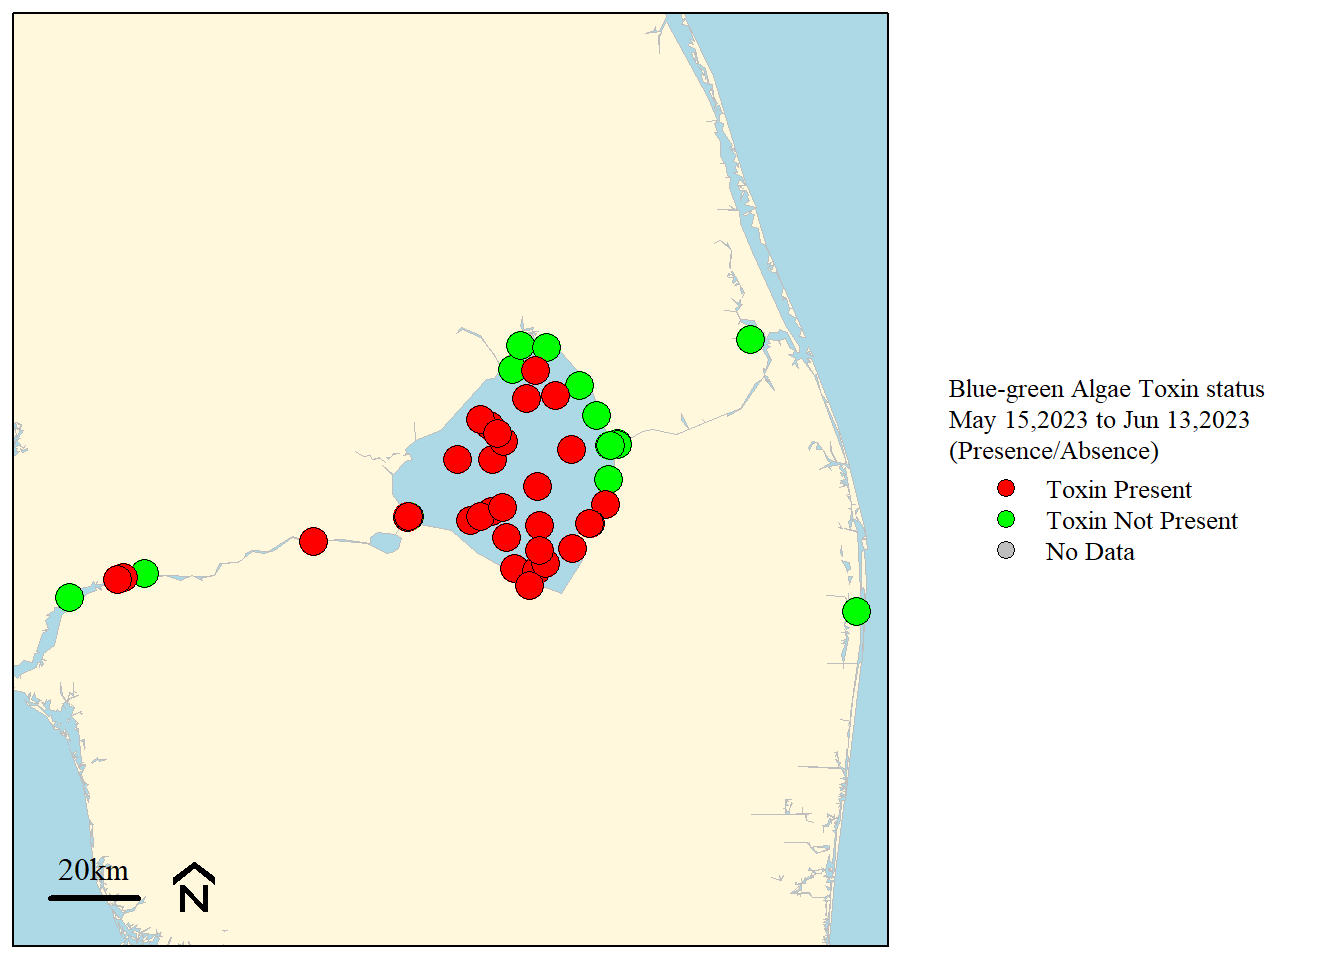 Blue-green Algae Toxin status
May 15,2023 to Jun 13,2023
(Presence/Absence)
Toxin Present
Toxin Not Present
No Data
20km
N